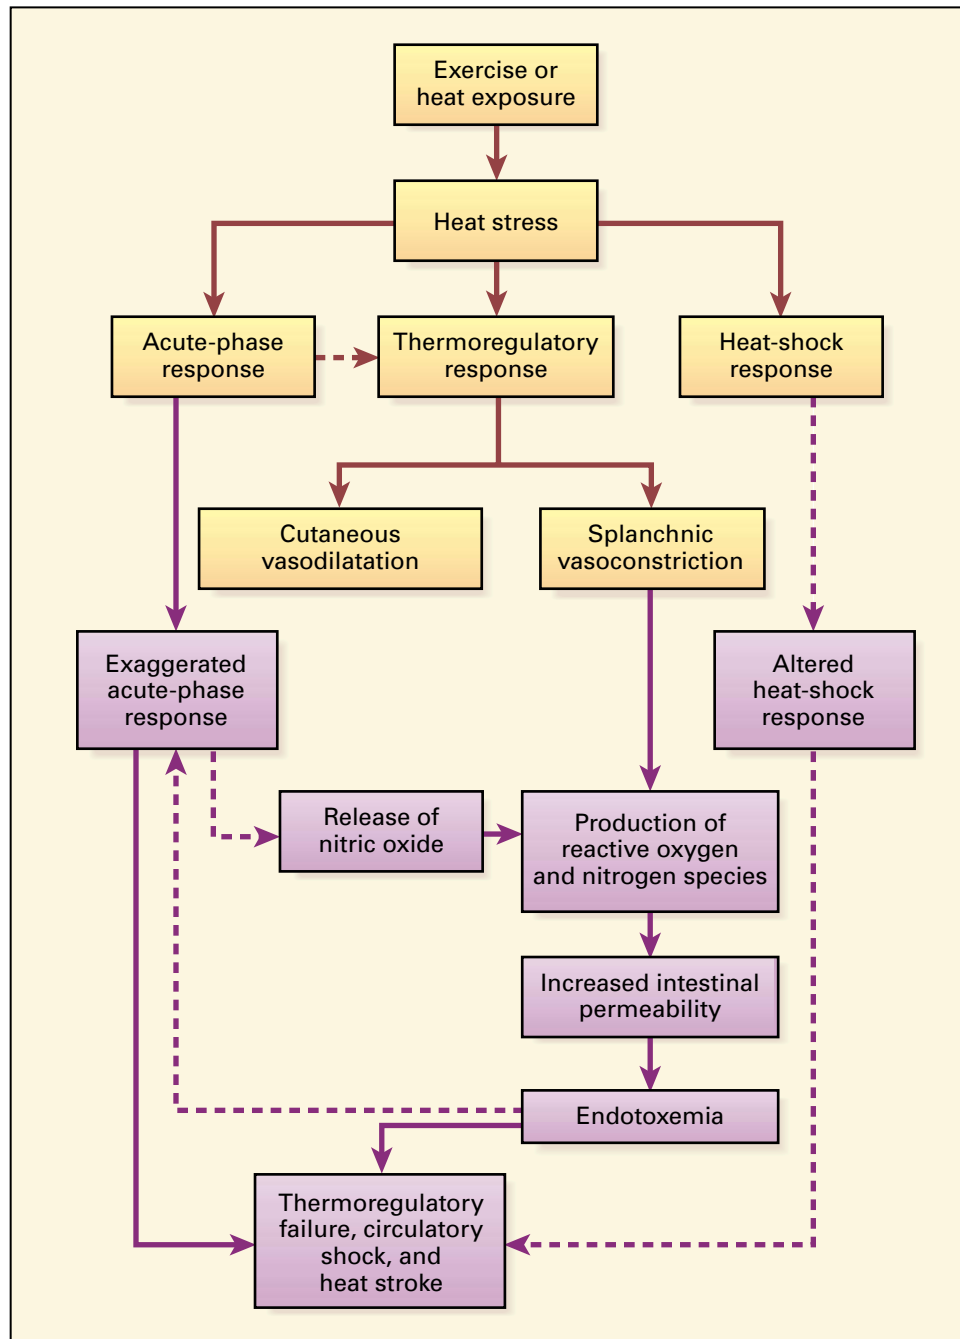 Exercise or
heat exposure
Heat stress
Acute-phase
response
Thermoregulatory
response
Heat-shock
response
Cutaneous
vasodilatation
Splanchnic
vasoconstriction
Exaggerated
acute-phase
response
Altered
heat-shock
response
Release of
nitric oxide
Production of
reactive oxygen
and nitrogen species
Increased intestinal
permeability
Endotoxemia
Thermoregulatory
failure, circulatory
shock, and
heat stroke